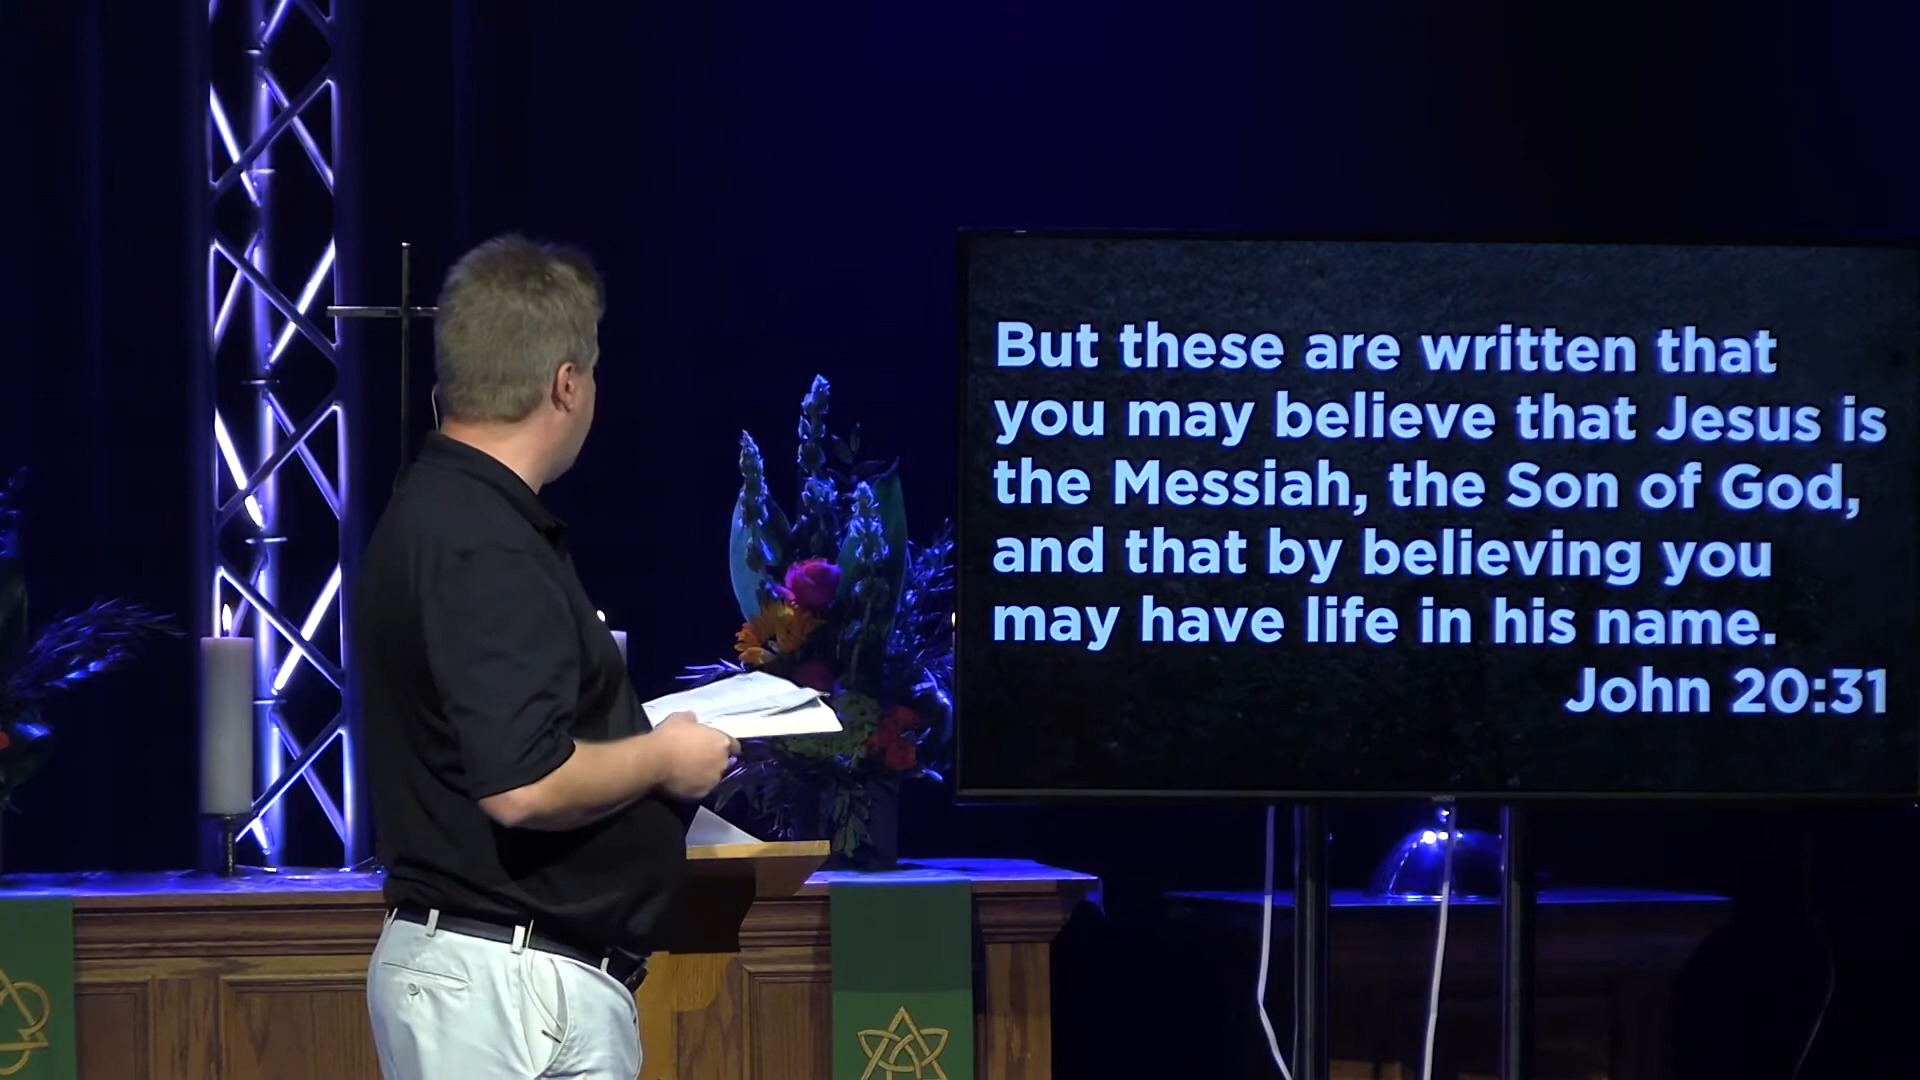 But these are written that
you may believe that Jesus is
the Messiah, the Son of God,
and that by believing you
may have life in his name.
John 20:31